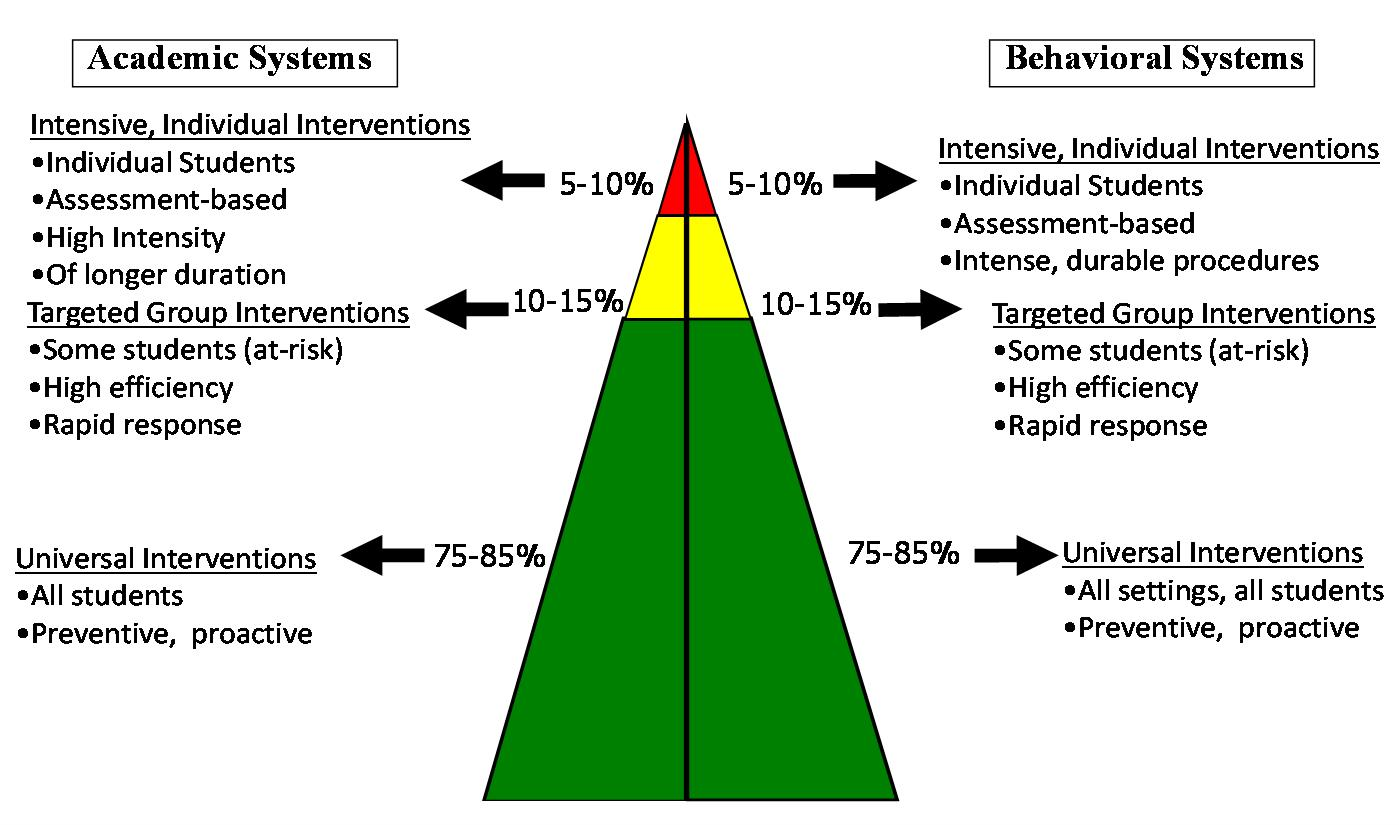 Academic Systems
Intensive, Individual Interventions
•Individual Students
•Assessment-based
•High Intensity
•Of longer duration
Targeted Group Interventions
•Some students (at-risk)
•High efficiency
•Rapid response
Universal Interventions
•All students
•Preventive,  proactive
5-10%
10-15%
75-85%
5-10%
10-15%
75-85%
Behavioral Systems
Intensive, Individual Interventions
•Individual Students
•Assessment-based
•Intense, durable procedures
Targeted Group Interventions
•Some students (at-risk)
•High efficiency
•Rapid response
Universal Interventions
•All settings, all students
•Preventive,  proactive